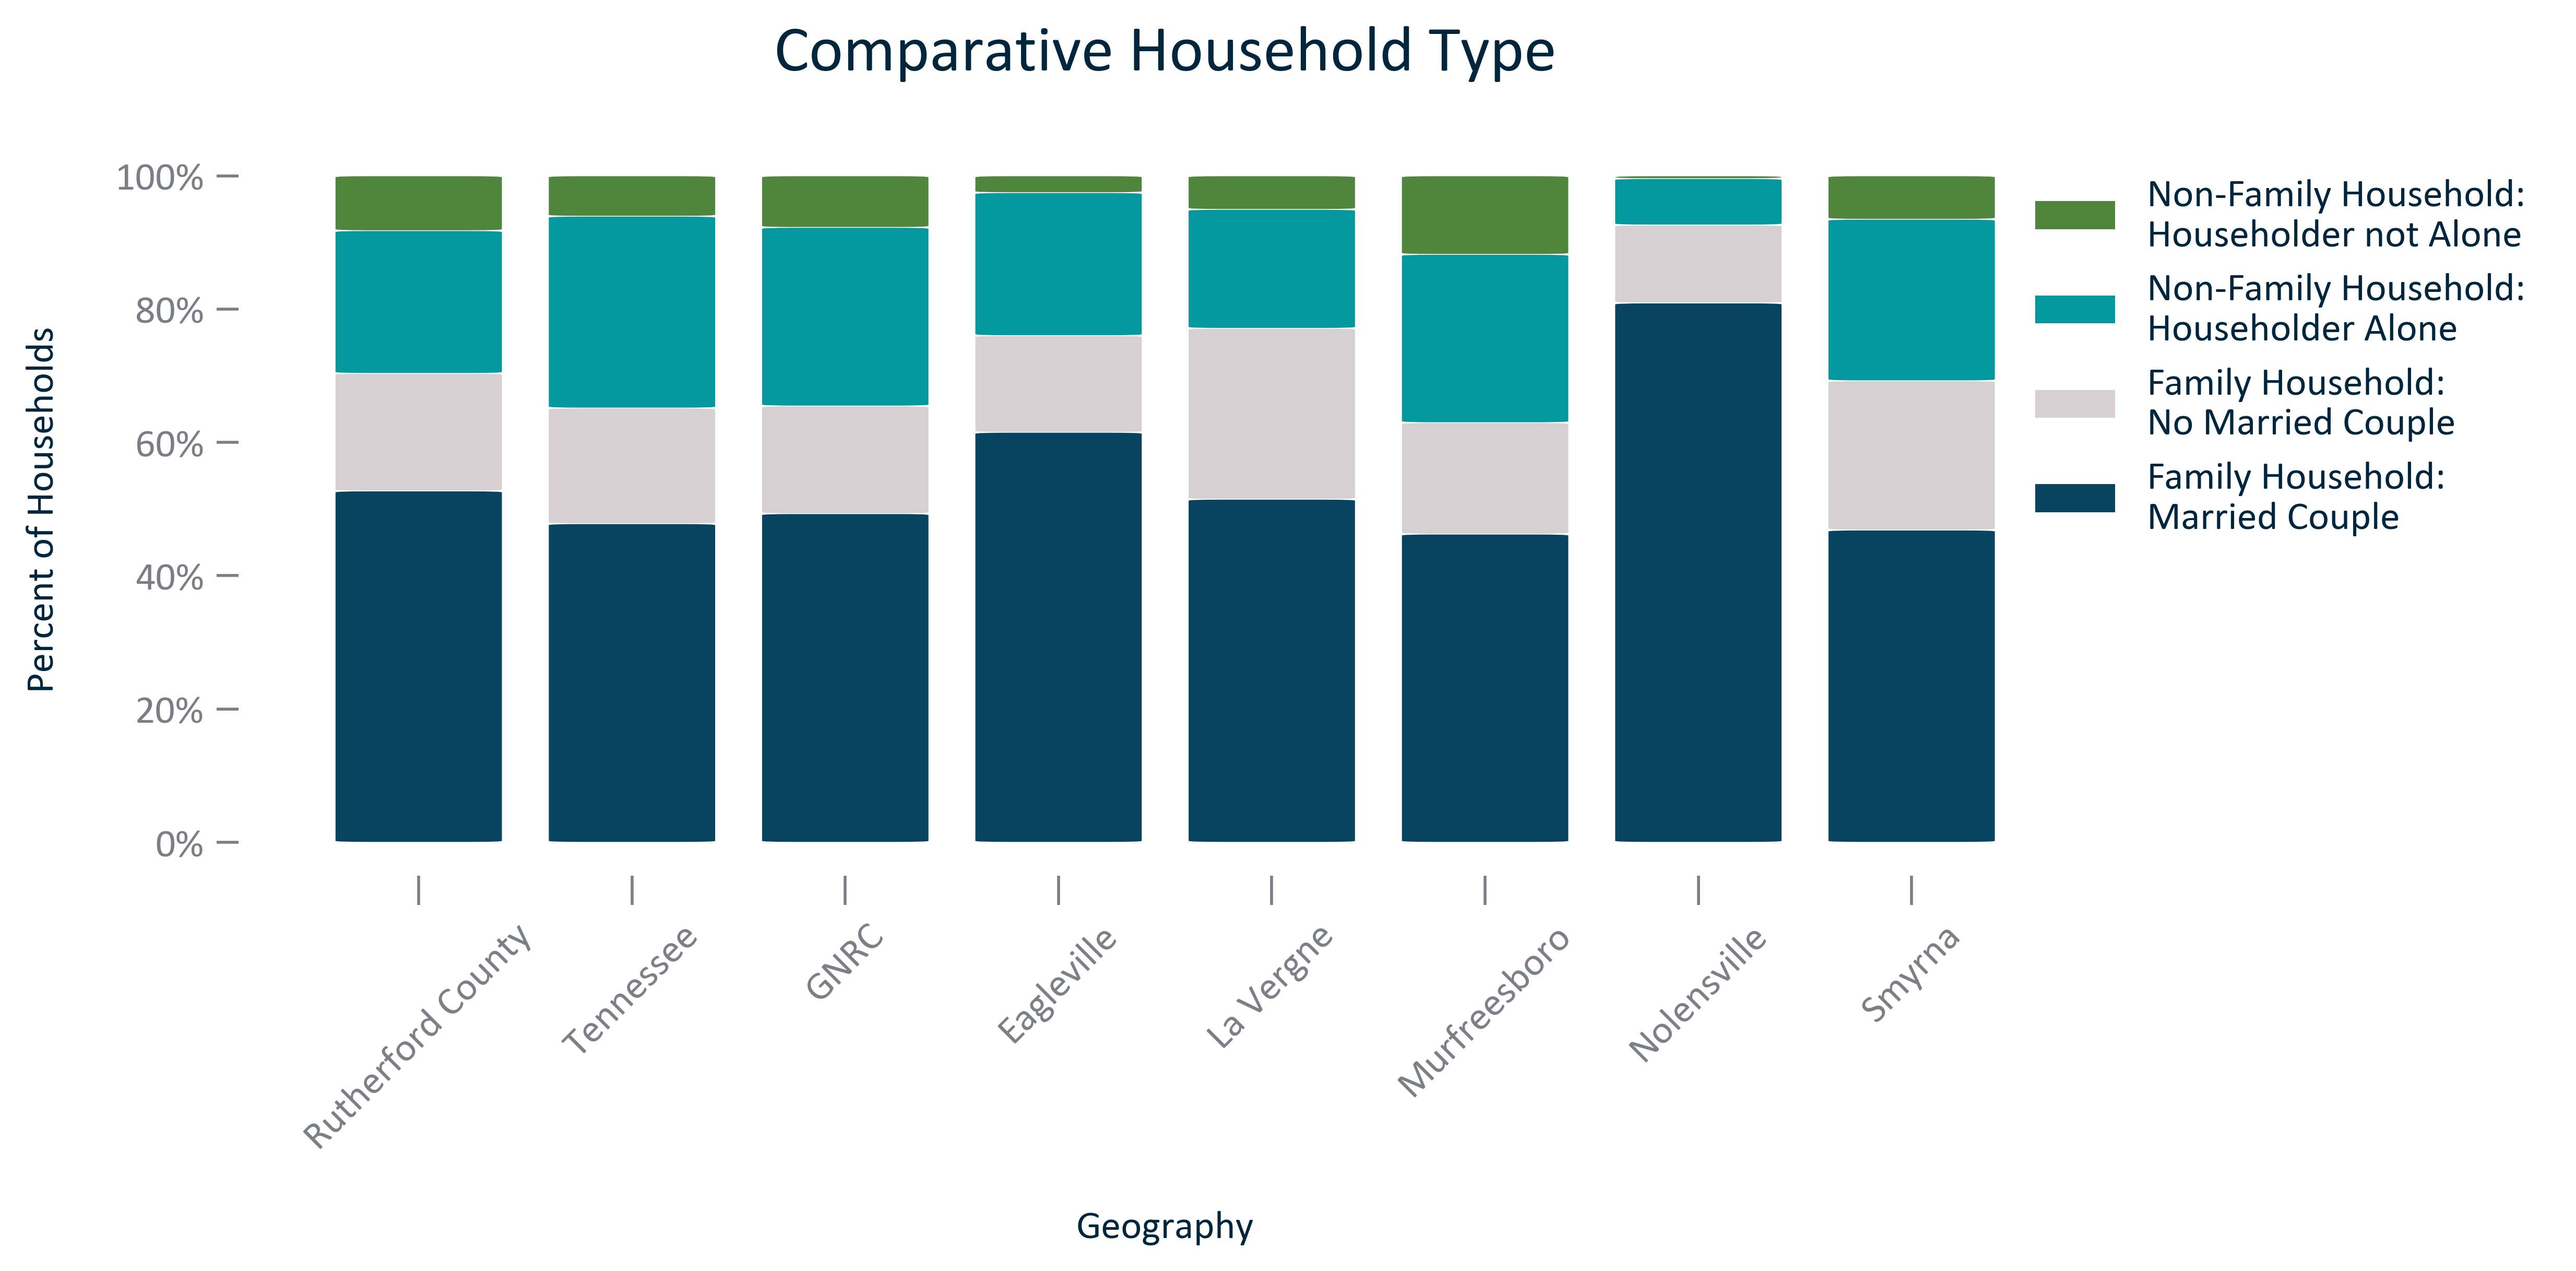 Comparative Household Type
Percent of Households
100%
80%
60%
40%
20%
0%
Rutherford County
Tennessee
GNRC
Eagleville
La Vergne
Murfreesboro
Nolensville
Smyrna
Geography
Non-Family Household:
Householder not Alone
Non-Family Household:
Householder Alone
Family Household:
No Married Couple
Family Household:
Married Couple